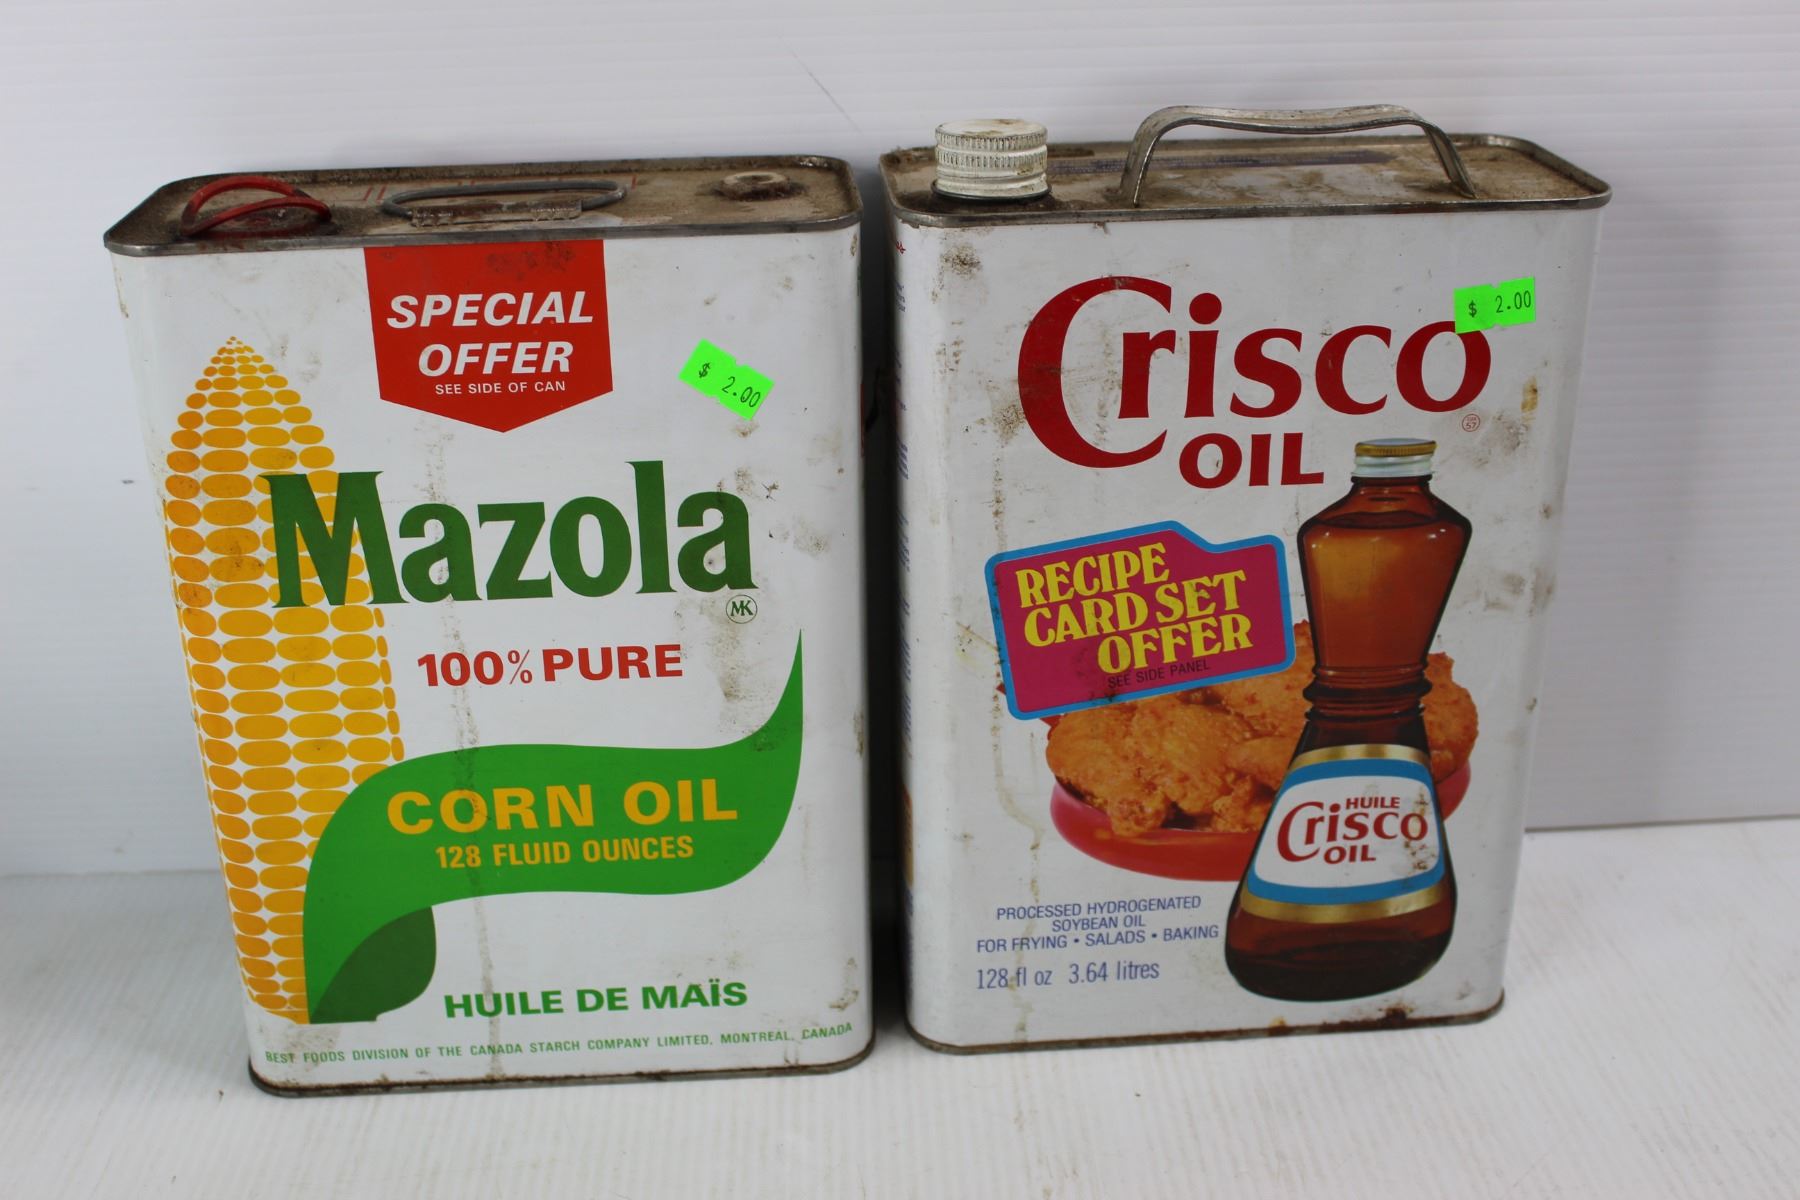 SPECIAL
OFFER
SEE SIDE OF CAN
$ 2.00
Mazola
MK
100% PURE
CORN OIL
128 FLUID OUNCES
HUILE DE MAÏS
BEST FOODS DIVISION OF THE CANADA STARCH COMPANY LIMITED, MONTREAL, CANADA
$ 2.00
Crisco
OIL
57
RECIPE
CARD SET
OFFER
SEE SIDE PANEL
HUILE
Crisco
OIL
PROCESSED HYDROGENATED
SOYBEAN OIL
FOR FRYING • SALADS • BAKING
128 fl oz 3.64 litres